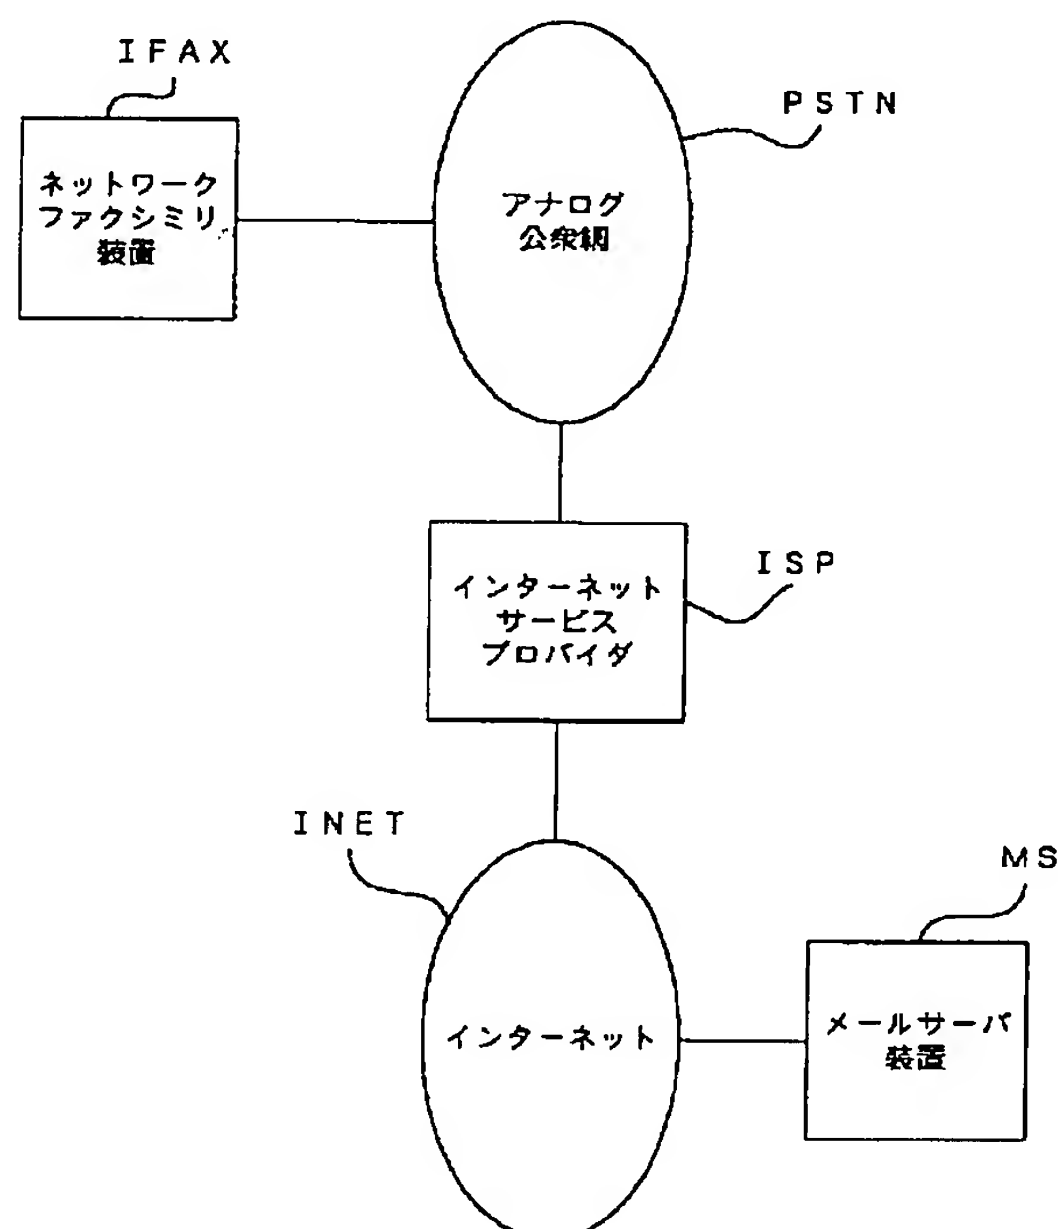 IFAX
PSTN
ネットワーク
ファクシミリ
装置
アナログ
公衆網
ISP
インターネット
サービス
プロバイダ
INET
MS
インターネット
メールサーバ
装置